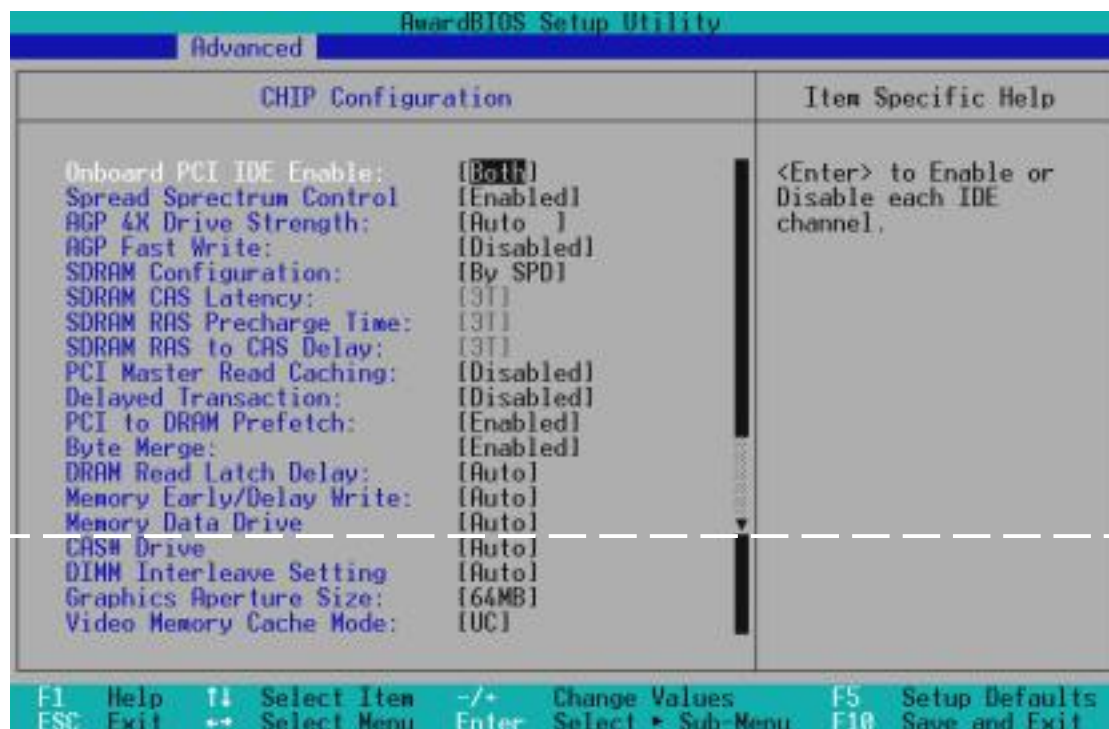 AwardBIOS Setup Utility
Advanced
CHIP Configuration
Item Specific Help
Onboard PCI IDE Enable: [Both]
Spread Sprectrum Control [Enabled]
AGP 4X Drive Strength: [Auto ]
AGP Fast Write: [Disabled]
SDRAM Configuration: [By SPD]
SDRAM CAS Latency: [3T]
SDRAM RAS Precharge Time: [3T]
SDRAM RAS to CAS Delay: [3T]
PCI Master Read Caching: [Disabled]
Delayed Transaction: [Disabled]
PCI to DRAM Prefetch: [Enabled]
Byte Merge: [Enabled]
DRAM Read Latch Delay: [Auto]
Memory Early/Delay Write: [Auto]
Memory Data Drive [Auto]
CAS# Drive [Auto]
DIMM Interleave Setting [Auto]
Graphics Aperture Size: [64MB]
Video Memory Cache Mode: [UC]
<Enter> to Enable or
Disable each IDE
channel.
F1 Help ↑↓ Select Item -/+ Change Values F5 Setup Defaults
ESC Exit ←→ Select Menu Enter Select ► Sub-Menu F10 Save and Exit